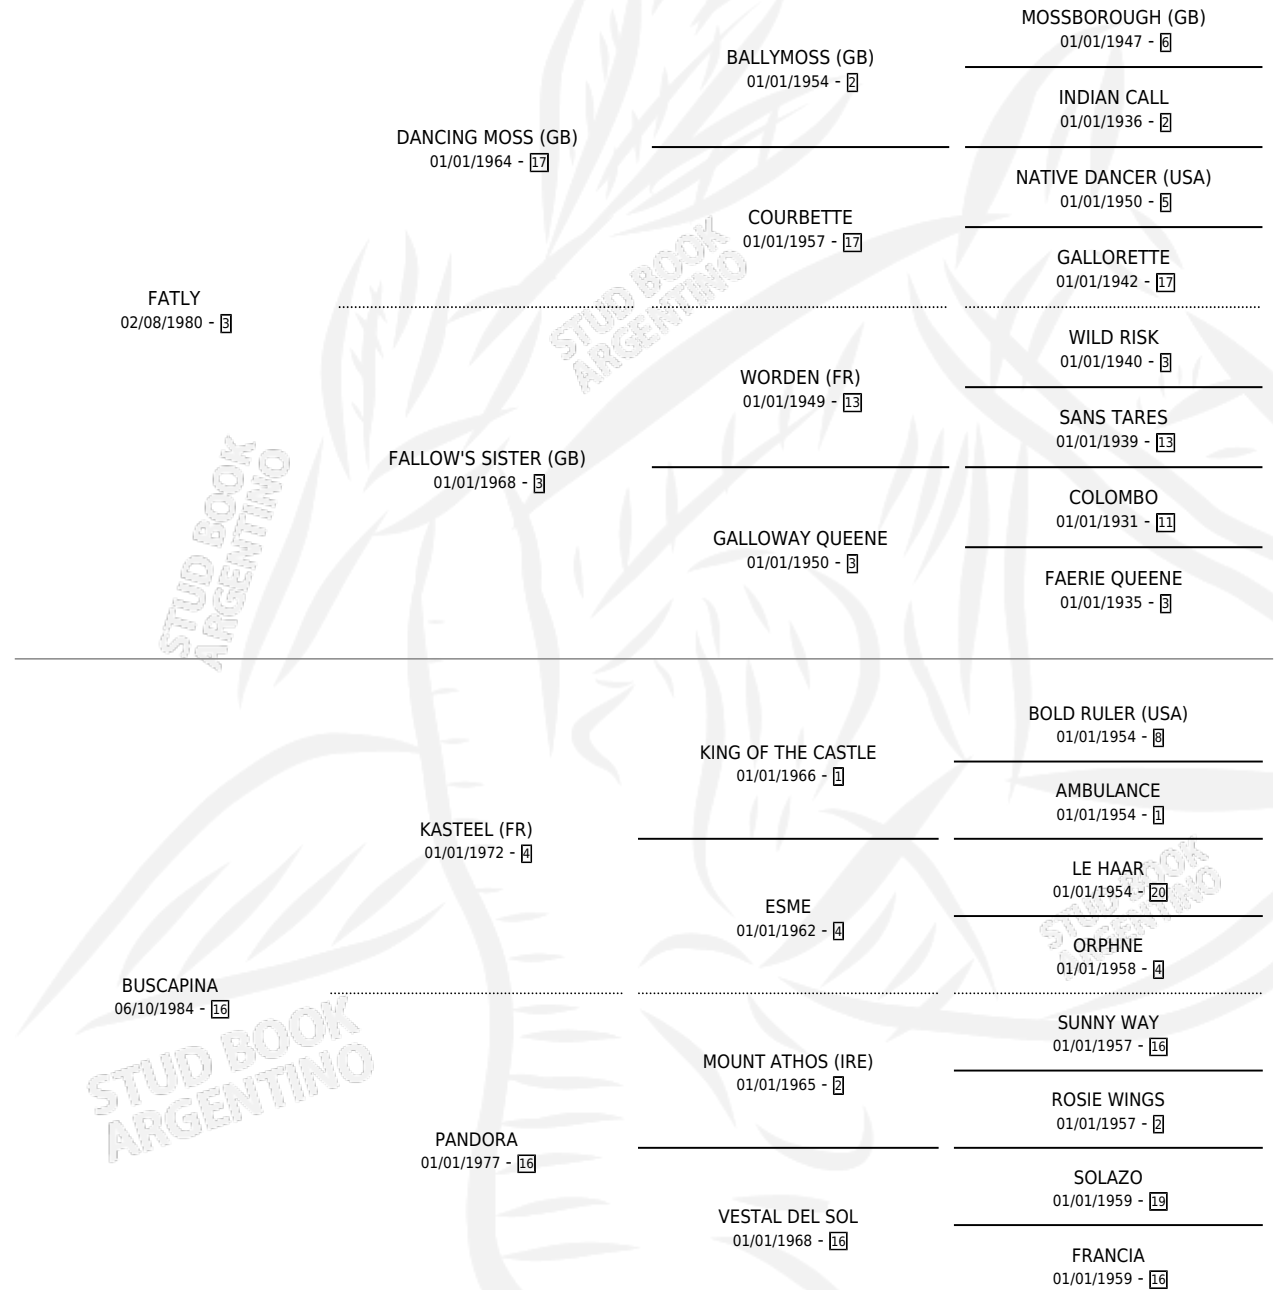 FATLY
02/08/1980 - 3
DANCING MOSS (GB)
01/01/1964 - 17
FALLOW'S SISTER (GB)
01/01/1968 - 3
BALLYMOSS (GB)
01/01/1954 - 2
COURBETTE
01/01/1957 - 17
WORDEN (FR)
01/01/1949 - 13
GALLOWAY QUEENE
01/01/1950 - 3
MOSSBOROUGH (GB)
01/01/1947 - 6
INDIAN CALL
01/01/1936 - 2
NATIVE DANCER (USA)
01/01/1950 - 5
GALLORETTE
01/01/1942 - 17
WILD RISK
01/01/1940 - 3
SANS TARES
01/01/1939 - 13
COLOMBO
01/01/1931 - 11
FAERIE QUEENE
01/01/1935 - 3
STUD BOOK
ARGENTINO
STUD BOOK
ARGENTINO
BUSCAPINA
06/10/1984 - 16
KASTEEL (FR)
01/01/1972 - 4
PANDORA
01/01/1977 - 16
KING OF THE CASTLE
01/01/1966 - 1
ESME
01/01/1962 - 4
MOUNT ATHOS (IRE)
01/01/1965 - 2
VESTAL DEL SOL
01/01/1968 - 16
BOLD RULER (USA)
01/01/1954 - 8
AMBULANCE
01/01/1954 - 1
LE HAAR
01/01/1954 - 20
ORPHNE
01/01/1958 - 4
SUNNY WAY
01/01/1957 - 16
ROSIE WINGS
01/01/1957 - 2
SOLAZO
01/01/1959 - 19
FRANCIA
01/01/1959 - 16
STUD BOOK
ARGENTINO
STUD BOOK
ARGENTINO